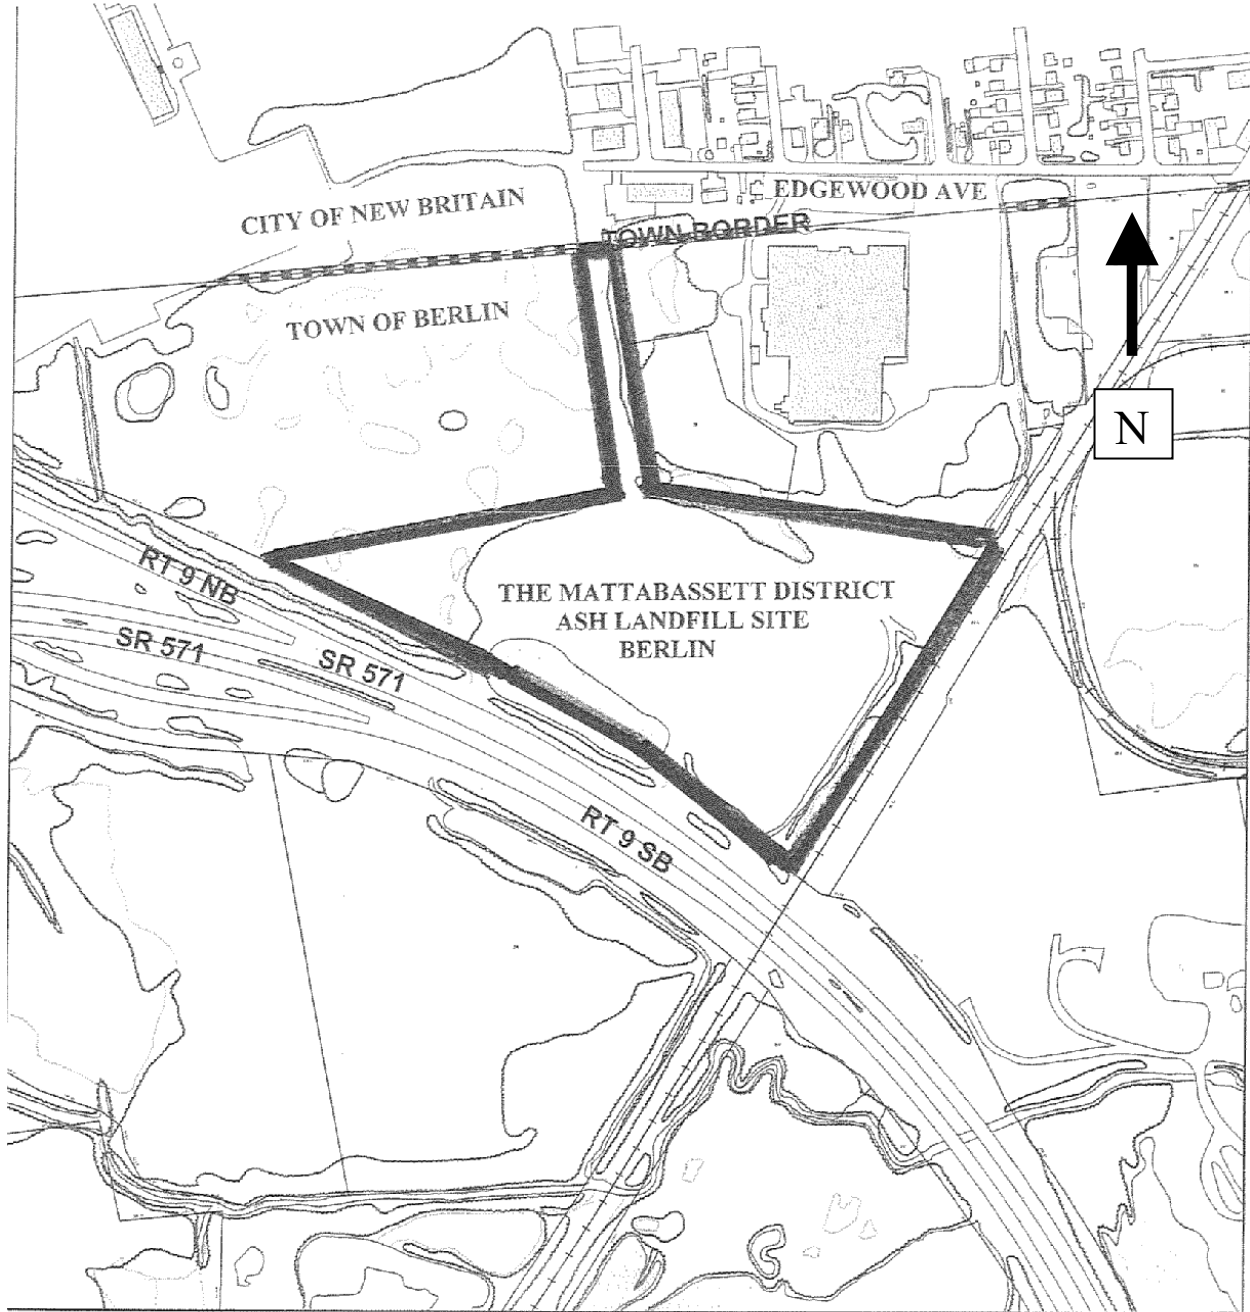 EDGEWOOD AVE
CITY OF NEW BRITAIN
TOWN BORDER
TOWN OF BERLIN
N
RT 9 NB
THE MATTABASSETT DISTRICT
ASH LANDFILL SITE
BERLIN
SR 571
SR 571
RT 9 SB